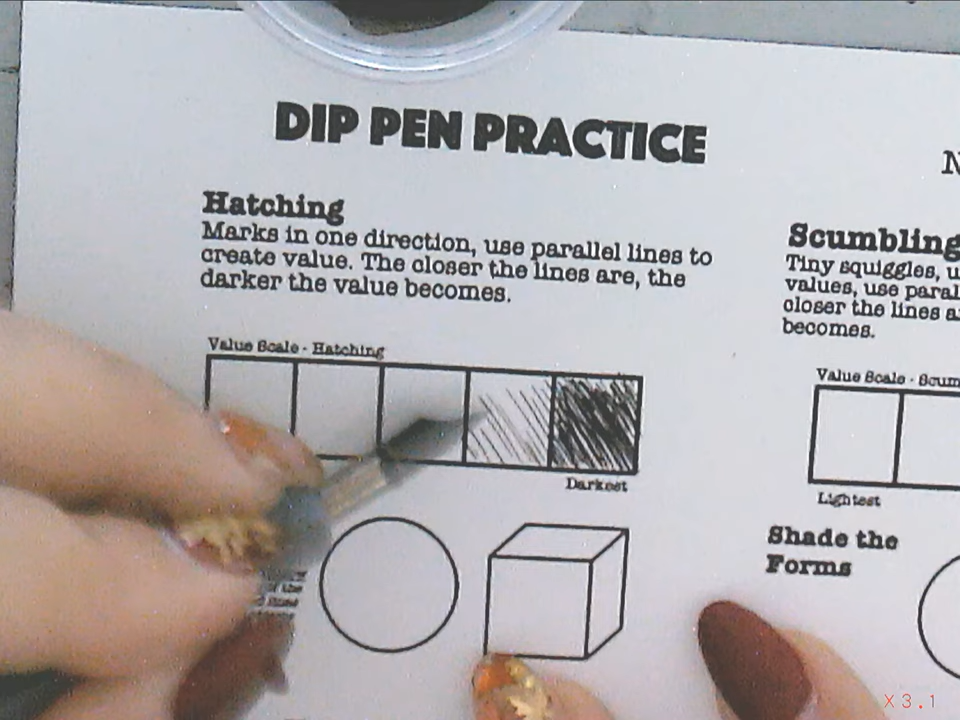 DIP PEN PRACTICE
N
Hatching
Marks in one direction, use parallel lines to
create value. The closer the lines are, the
darker the value becomes.
Value Scale - Hatching
Darkest
Scumbling
Tiny squiggles, u
values, use paral
closer the lines a
becomes.
Value Scale - Scum
Lightest
Shade the
Forms
X3.1